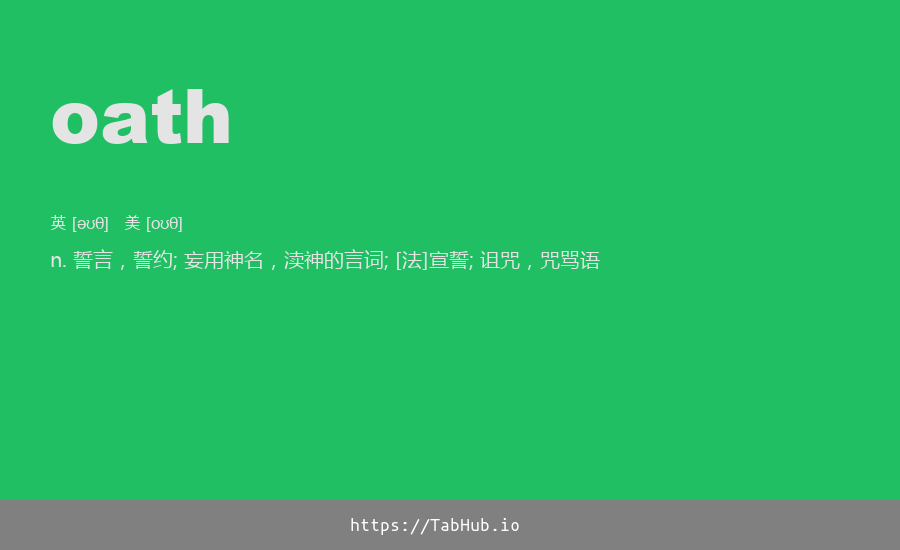 oath
英 [əʊθ] 美 [oʊθ]
n. 誓言，誓约; 妄用神名，渎神的言词; [法]宣誓; 诅咒，咒骂语
https://TabHub.io